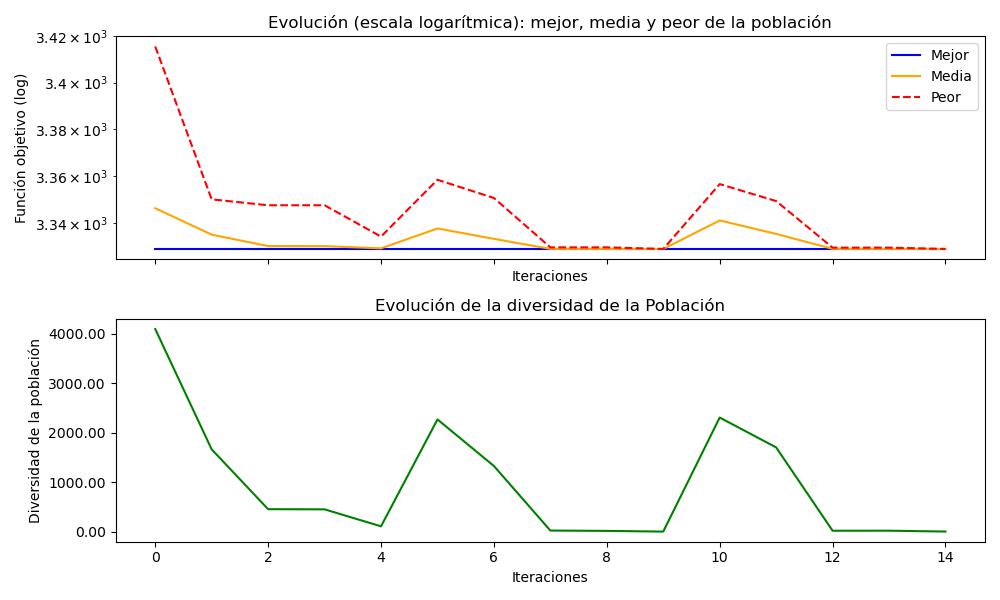 Evolución (escala logarítmica): mejor, media y peor de la población
Función objetivo (log)
3.42 × 10³
3.4 × 10³
3.38 × 10³
3.36 × 10³
3.34 × 10³
Mejor
Media
Peor
Iteraciones
Evolución de la diversidad de la Población
Diversidad de la población
4000.00
3000.00
2000.00
1000.00
0.00
0 2 4 6 8 10 12 14
Iteraciones